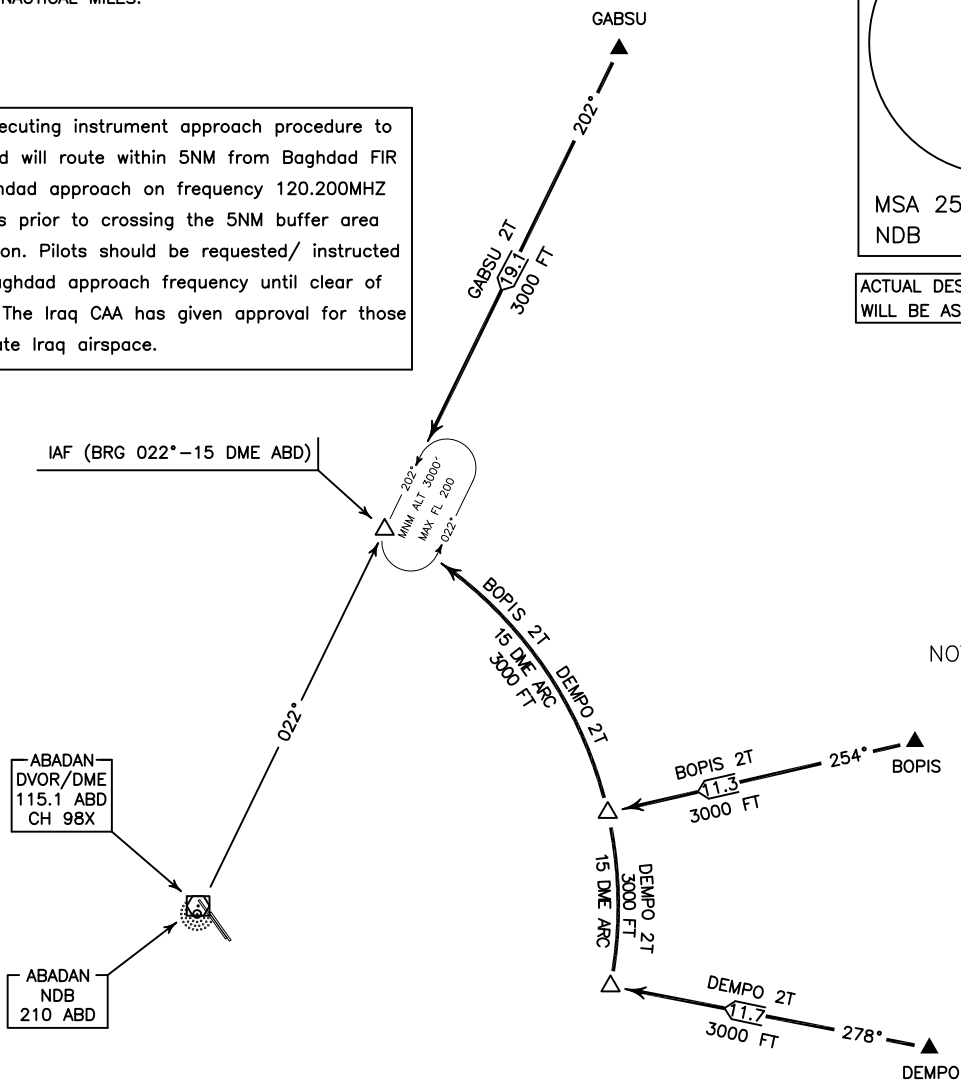 NAUTICAL MILES.
GABSU
202°
GABSU 2T
19.1
3000 FT
ecuting instrument approach procedure to
d will route within 5NM from Baghdad FIR
hdad approach on frequency 120.200MHZ
s prior to crossing the 5NM buffer area
on. Pilots should be requested/ instructed
aghdad approach frequency until clear of
The Iraq CAA has given approval for those
ate Iraq airspace.
MSA 25
NDB
ACTUAL DES
WILL BE AS
IAF (BRG 022°-15 DME ABD)
202°
MNM ALT 3000´
MAX FL 200
022°
BOPIS 2T
DEMPO 2T
15 DME ARC
3000 FT
NOT
022°
BOPIS 2T
11.3
3000 FT
254°
BOPIS
ABADAN
DVOR/DME
115.1 ABD
CH 98X
DEMPO 2T
3000 FT
15 DME ARC
ABADAN
NDB
210 ABD
DEMPO 2T
11.7
3000 FT
278°
DEMPO